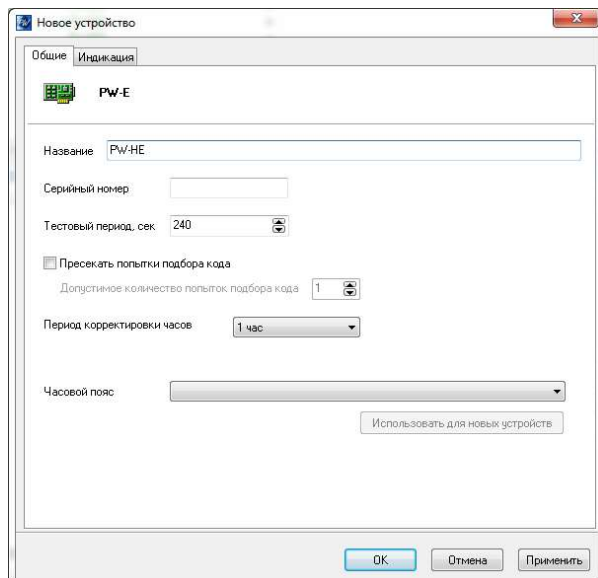 Новое устройство
Общие Индикация
PW-E
Название PW-HE
Серийный номер
Тестовый период, сек 240
Пресекать попытки подбора кода
Допустимое количество попыток подбора кода 1
Период корректировки часов 1 час
Часовой пояс
Использовать для новых устройств
OK Отмена Применить